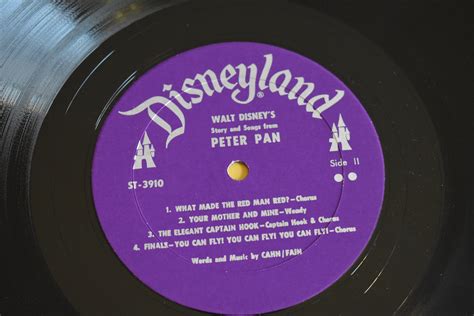 Disneyland
®
WALT DISNEY'S
Story and Songs from
PETER PAN
Side II
ST-3910
1. WHAT MADE THE RED MAN RED?—Chorus
2. YOUR MOTHER AND MINE—Wendy
3. THE ELEGANT CAPTAIN HOOK—Captain Hook & Chorus
4. FINALS—YOU CAN FLY! YOU CAN FLY! YOU CAN FLY!—Chorus
Words and Music by CAHN/FAIN